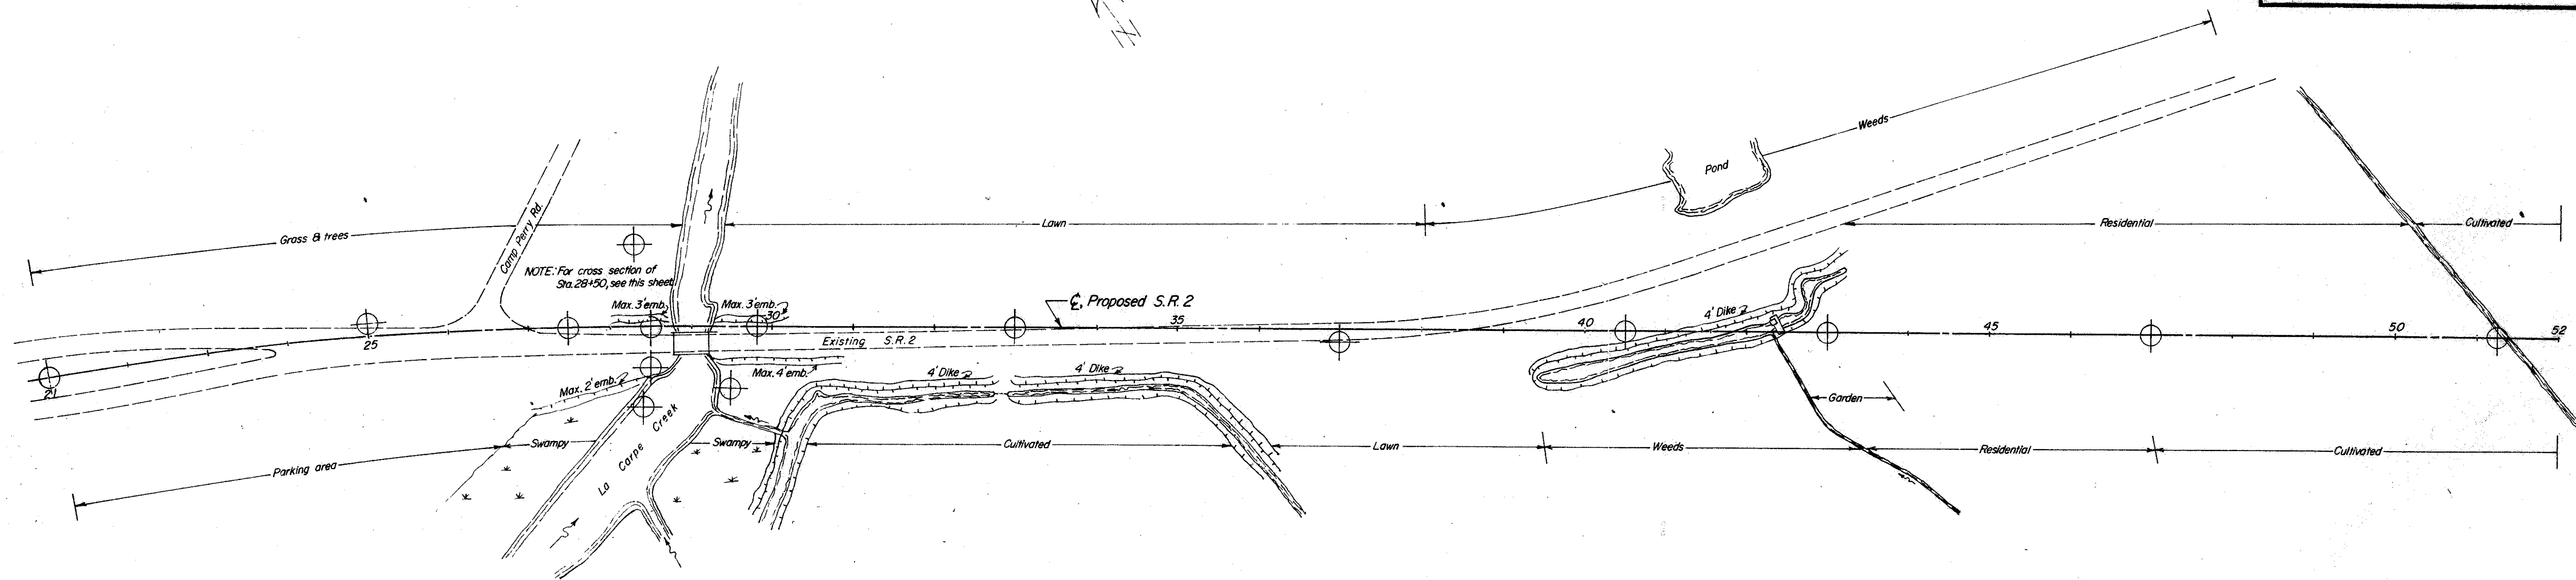 Weeds
Pond
Grass & trees
Camp Perry Rd.
Lawn
Residential
Cultivated
NOTE: For cross section of
Sta. 28+50, see this sheet
Max. 3' emb.
Max. 3' emb.
30
℄ Proposed S.R. 2
35
4' Dike
40
45
50
52
25
Existing S.R. 2
21
Max. 2' emb.
Max. 4' emb.
4' Dike
4' Dike
Garden
La Carpe Creek
Parking area
Swampy
Swampy
Cultivated
Lawn
Weeds
Residential
Cultivated